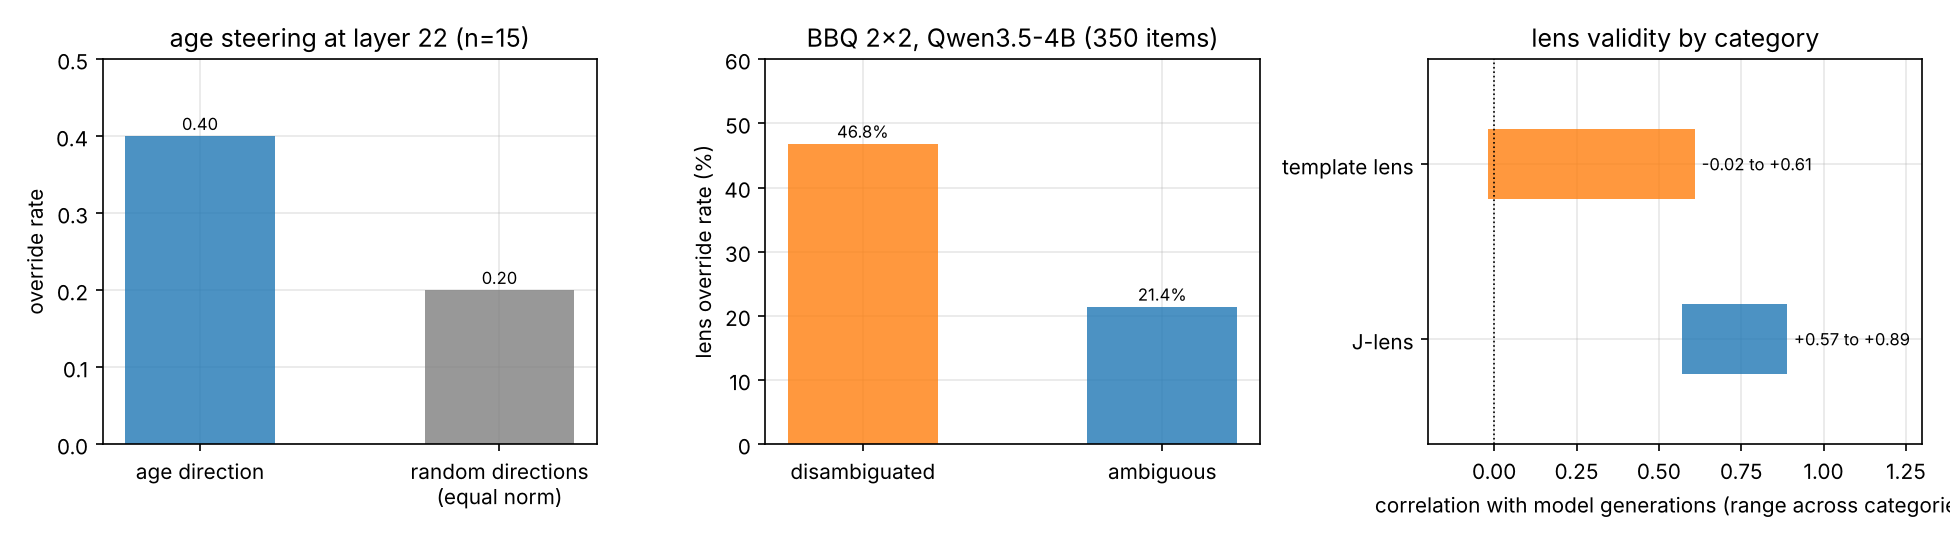 age steering at layer 22 (n=15)
override rate
0.5
0.4
0.3
0.2
0.1
0.0
0.40
0.20
age direction
random directions
(equal norm)
BBQ 2×2, Qwen3.5-4B (350 items)
lens override rate (%)
60
50
40
30
20
10
0
46.8%
21.4%
disambiguated
ambiguous
lens validity by category
template lens
J-lens
-0.02 to +0.61
+0.57 to +0.89
0.00
0.25
0.50
0.75
1.00
1.25
correlation with model generations (range across categorie